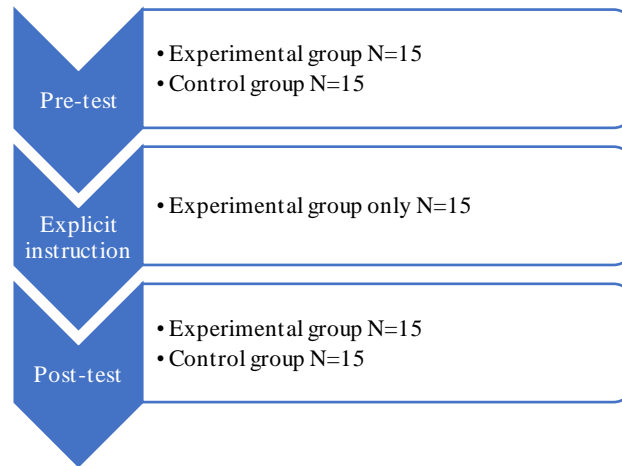 Pre-test
• Experimental group N=15
• Control group N=15
Explicit
instruction
• Experimental group only N=15
Post-test
• Experimental group N=15
• Control group N=15